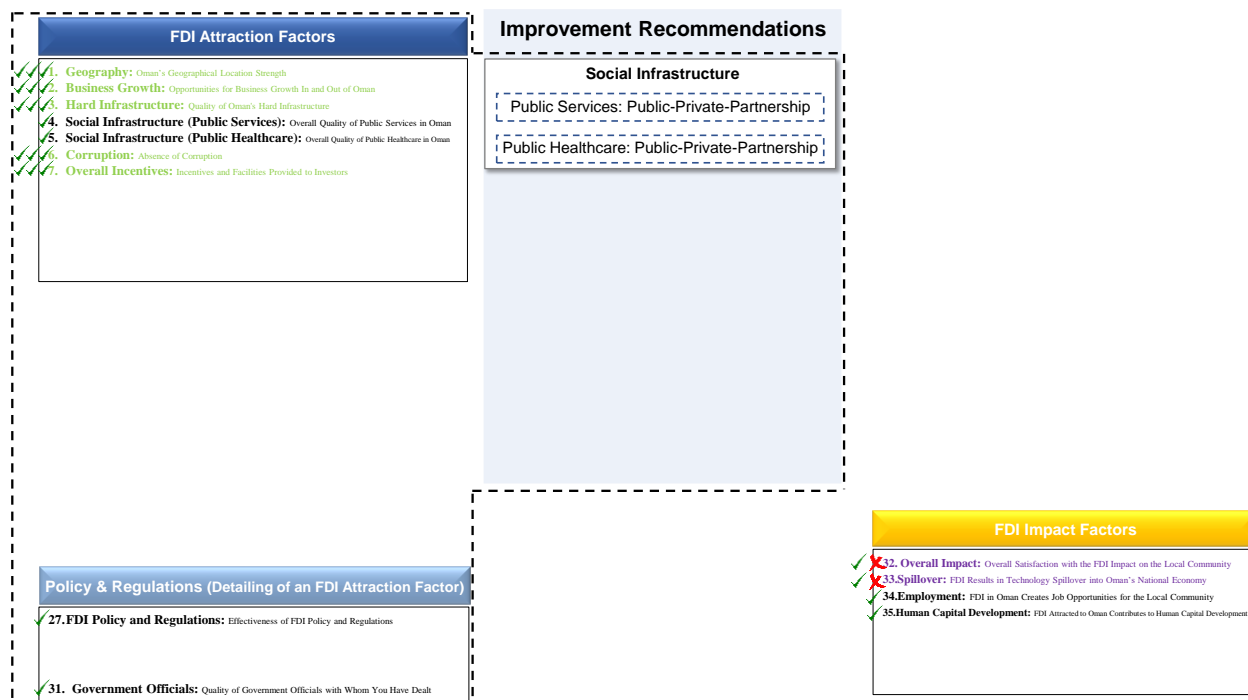 FDI Attraction Factors
1. Geography: Oman's Geographical Location Strength
2. Business Growth: Opportunities for Business Growth In and Out of Oman
3. Hard Infrastructure: Quality of Oman's Hard Infrastructure
4. Social Infrastructure (Public Services): Overall Quality of Public Services in Oman
5. Social Infrastructure (Public Healthcare): Overall Quality of Public Healthcare in Oman
6. Corruption: Absence of Corruption
7. Overall Incentives: Incentives and Facilities Provided to Investors
Improvement Recommendations
Social Infrastructure
Public Services: Public-Private-Partnership
Public Healthcare: Public-Private-Partnership
Policy & Regulations (Detailing of an FDI Attraction Factor)
27.FDI Policy and Regulations: Effectiveness of FDI Policy and Regulations
31. Government Officials: Quality of Government Officials with Whom You Have Dealt
FDI Impact Factors
32. Overall Impact: Overall Satisfaction with the FDI Impact on the Local Community
33.Spillover: FDI Results in Technology Spillover into Oman's National Economy
34.Employment: FDI in Oman Creates Job Opportunities for the Local Community
35.Human Capital Development: FDI Attracted to Oman Contributes to Human Capital Development